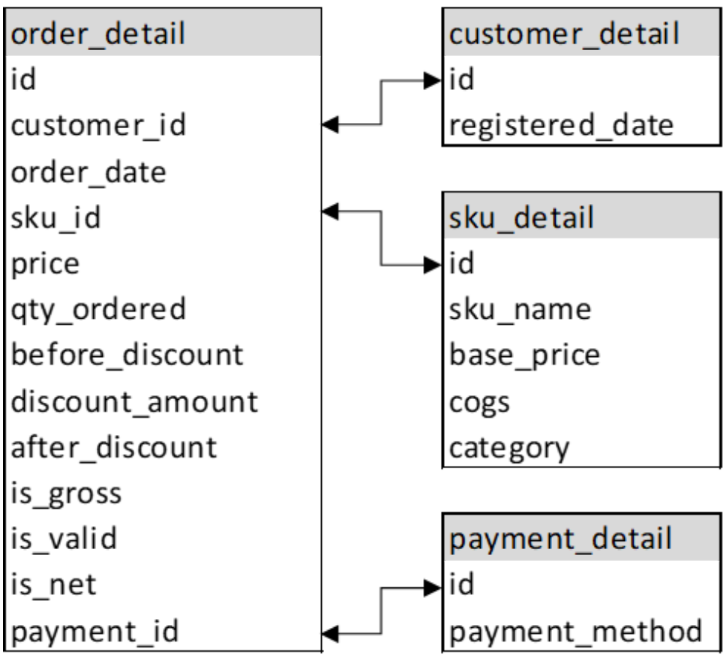 order_detail
id
customer_id
order_date
sku_id
price
qty_ordered
before_discount
discount_amount
after_discount
is_gross
is_valid
is_net
payment_id
customer_detail
id
registered_date
sku_detail
id
sku_name
base_price
cogs
category
payment_detail
id
payment_method